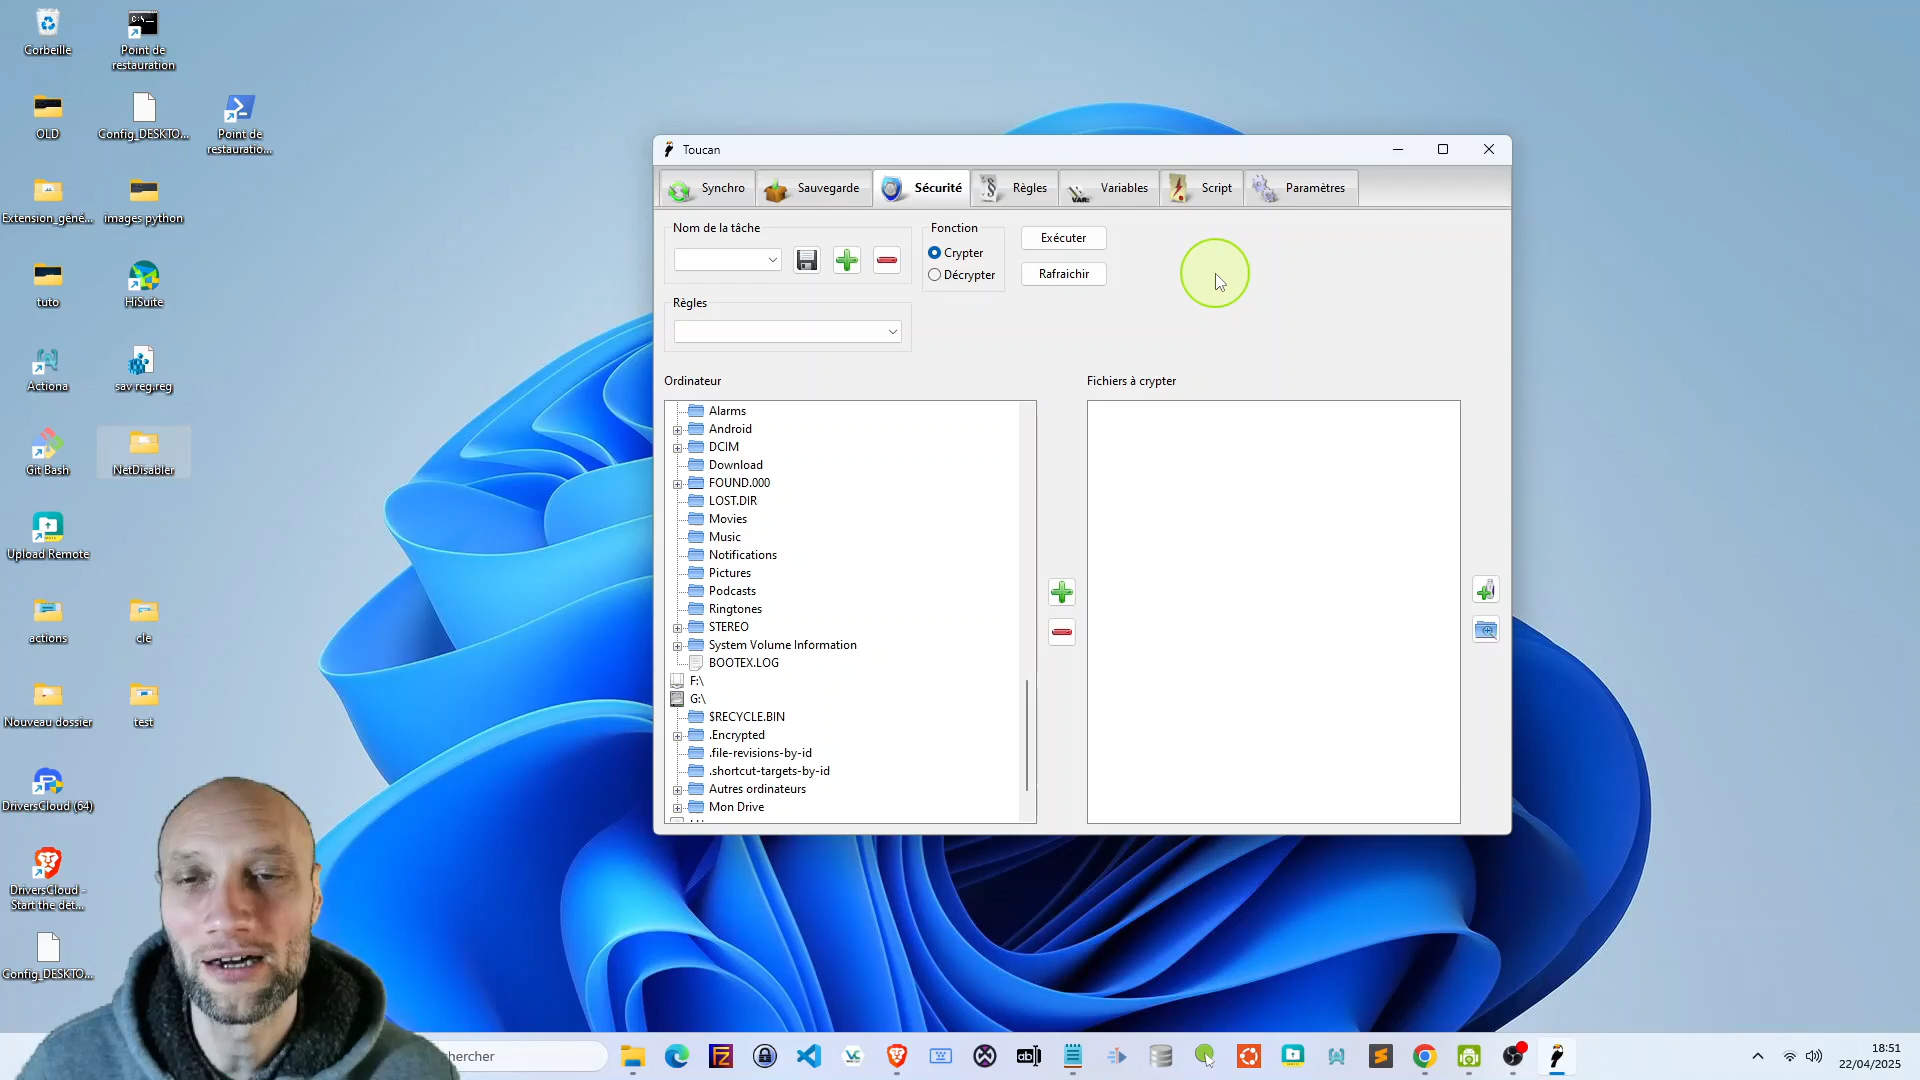 Corbeille
Point de
restauration
OLD
Config_DESKTO...
Point de
restauratio...
Extension_géné...
images python
tuto
HiSuite
Actiona
sav reg.reg
Git Bash
NetDisabler
Upload Remote
actions
cle
Nouveau dossier
test
DriversCloud (64)
DriversCloud -
Start the det...
Config_DESKTO...
Toucan
Synchro
Sauvegarde
Sécurité
Règles
Variables
Script
Paramètres
Nom de la tâche
Fonction
Crypter
Décrypter
Exécuter
Rafraichir
Règles
Ordinateur
Fichiers à crypter
Alarms
Android
DCIM
Download
FOUND.000
LOST.DIR
Movies
Music
Notifications
Pictures
Podcasts
Ringtones
STEREO
System Volume Information
BOOTEX.LOG
F:\
G:\
$RECYCLE.BIN
.Encrypted
.file-revisions-by-id
.shortcut-targets-by-id
Autres ordinateurs
Mon Drive
hercher
18:51
22/04/2025